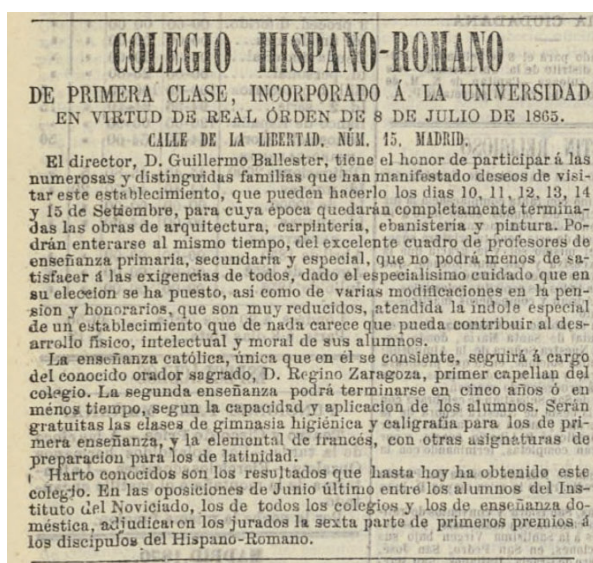 COLEGIO HISPANO-ROMANO
DE PRIMERA CLASE, INCORPORADO Á LA UNIVERSIDAD
EN VIRTUD DE REAL ÓRDEN DE 8 DE JULIO DE 1865.
CALLE DE LA LIBERTAD, NÚM. 15, MADRID.
El director, D. Guillermo Ballester, tiene el honor de participar á las
numerosas y distinguidas familias que han manifestado deseos de visi-
tar este establecimiento, que pueden hacerlo los dias 10, 11, 12, 13, 14
y 15 de Setiembre, para cuya época quedarán completamente termina-
das las obras de arquitectura, carpintería, ebanistería y pintura. Po-
drán enterarse al mismo tiempo, del excelente cuadro de profesores de
enseñanza primaria, secundaria y especial, que no podrá menos de sa-
tisfacer á las exigencias de todos, dado el especialísimo cuidado que en
su eleccion se ha puesto, asi como de varias modificaciones en la pen-
sion y honorarios, que son muy reducidos, atendida la índole especial
de un establecimiento que de nada carece que pueda contribuir al des-
arrollo físico, intelectual y moral de sus alumnos.
La enseñanza católica, única que en él se consiente, seguirá á cargo
del conocido orador sagrado, D. Regino Zaragoza, primer capellan del
colegio. La segunda enseñanza podrá terminarse en cinco años ó en
ménos tiempo, segun la capacidad y aplicacion de los alumnos. Serán
gratuitas las clases de gimnasia higiénica y caligrafía para los de pri-
mera enseñanza, y la elemental de francés, con otras asignaturas de
preparacion para los de latinidad.
Harto conocidos son los resultados que hasta hoy ha obtenido este
colegio. En las oposiciones de Junio último entre los alumnos del Ins-
tituto del Noviciado, los de todos los colegios y los de enseñanza do-
méstica, adjudicaron los jurados la sexta parte de primeros premios á
los discípulos del Hispano-Romano.